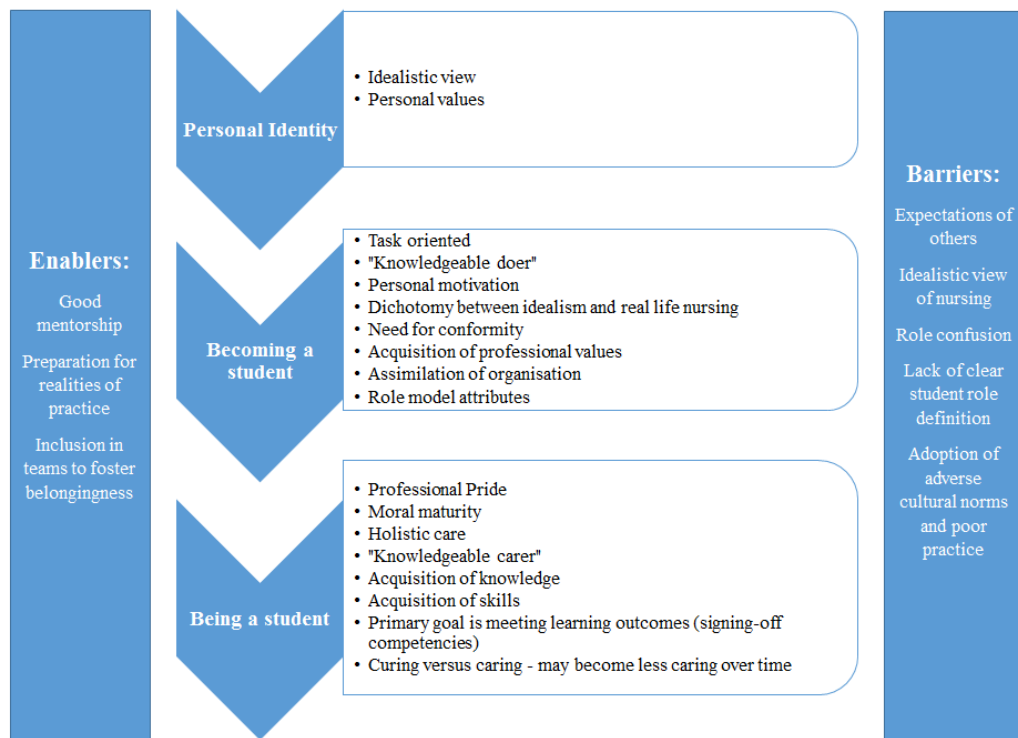 Enablers:
Good
mentorship
Preparation for
realities of
practice
Inclusion in
teams to foster
belongingness
Personal Identity
• Idealistic view
• Personal values
Becoming a
student
• Task oriented
• "Knowledgeable doer"
• Personal motivation
• Dichotomy between idealism and real life nursing
• Need for conformity
• Acquisition of professional values
• Assimilation of organisation
• Role model attributes
Being a student
• Professional Pride
• Moral maturity
• Holistic care
• "Knowledgeable carer"
• Acquisition of knowledge
• Acquisition of skills
• Primary goal is meeting learning outcomes (signing-off
competencies)
• Curing versus caring - may become less caring over time
Barriers:
Expectations of
others
Idealistic view
of nursing
Role confusion
Lack of clear
student role
definition
Adoption of
adverse
cultural norms
and poor
practice